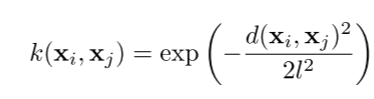 k(𝐱ᵢ, 𝐱ⱼ) = exp(−d(𝐱ᵢ, 𝐱ⱼ)² / 2l²)